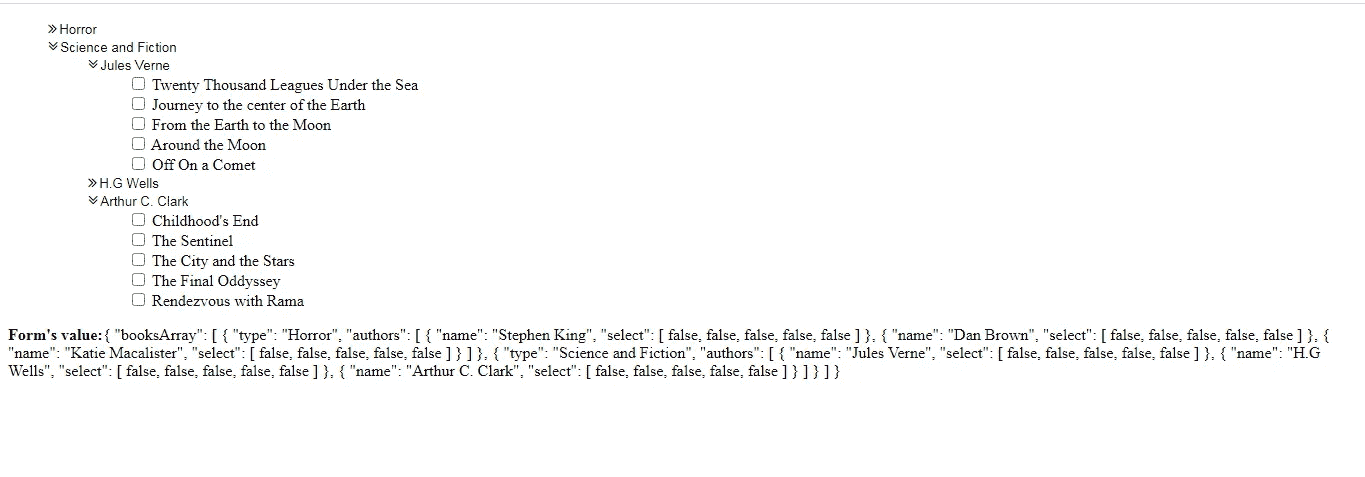 Horror
Science and Fiction
Jules Verne
Twenty Thousand Leagues Under the Sea
Journey to the center of the Earth
From the Earth to the Moon
Around the Moon
Off On a Comet
H.G Wells
Arthur C. Clark
Childhood's End
The Sentinel
The City and the Stars
The Final Oddyssey
Rendezvous with Rama
Form's value:{ "booksArray": [ { "type": "Horror", "authors": [ { "name": "Stephen King", "select": [ false, false, false, false, false ] }, { "name": "Dan Brown", "select": [ false, false, false, false, false ] }, {
"name": "Katie Macalister", "select": [ false, false, false, false, false ] } ] }, { "type": "Science and Fiction", "authors": [ { "name": "Jules Verne", "select": [ false, false, false, false, false ] }, { "name": "H.G
Wells", "select": [ false, false, false, false, false ] }, { "name": "Arthur C. Clark", "select": [ false, false, false, false, false ] } ] } ] }